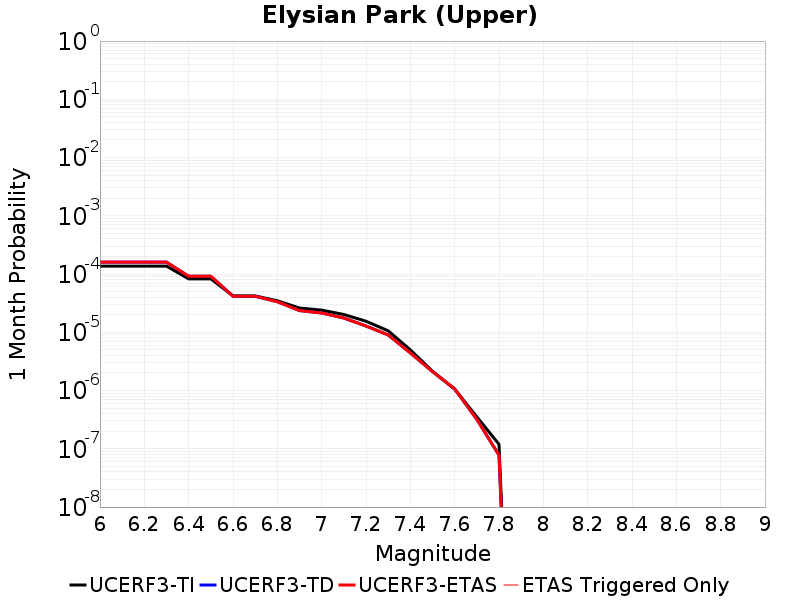 Elysian Park (Upper)
1 Month Probability
10^0
10^-1
10^-2
10^-3
10^-4
10^-5
10^-6
10^-7
10^-8
6 6.2 6.4 6.6 6.8 7 7.2 7.4 7.6 7.8 8 8.2 8.4 8.6 8.8 9
Magnitude
UCERF3-TI UCERF3-TD UCERF3-ETAS ETAS Triggered Only